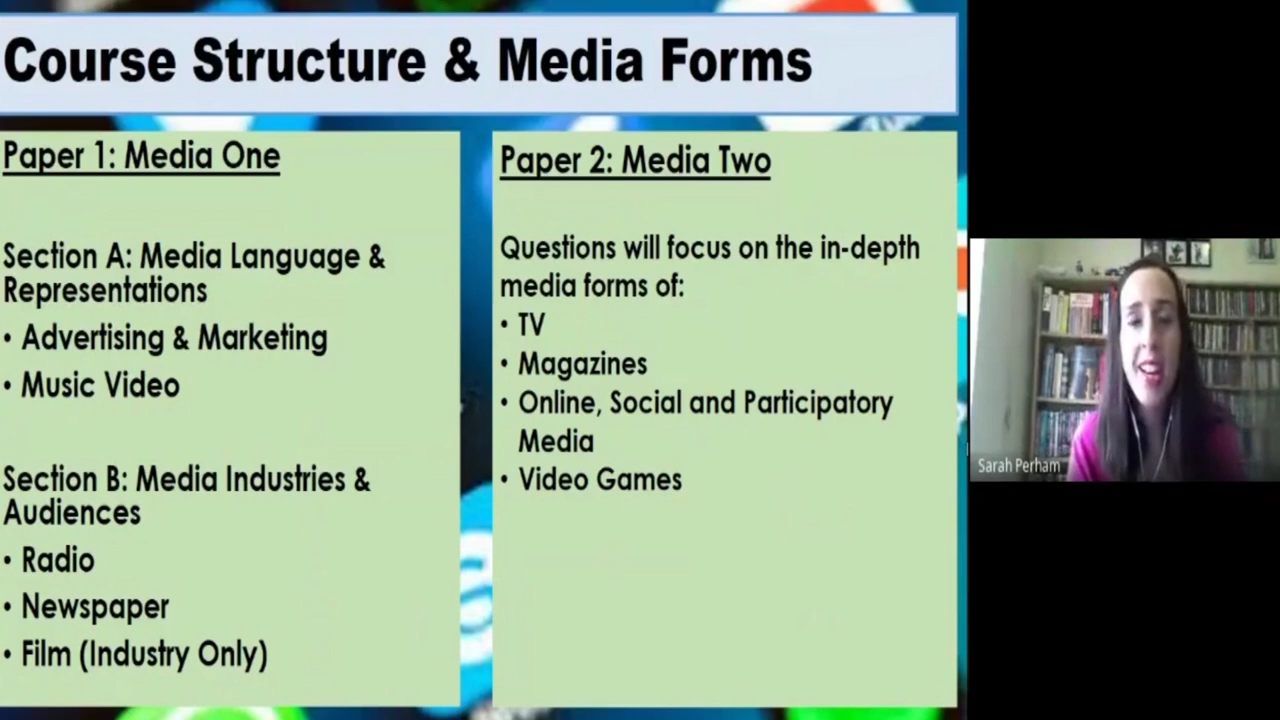 Course Structure & Media Forms
Paper 1: Media One
Section A: Media Language &
Representations
• Advertising & Marketing
• Music Video
Section B: Media Industries &
Audiences
• Radio
• Newspaper
• Film (Industry Only)
Paper 2: Media Two
Questions will focus on the in-depth
media forms of:
• TV
• Magazines
• Online, Social and Participatory
Media
• Video Games
Sarah Perham